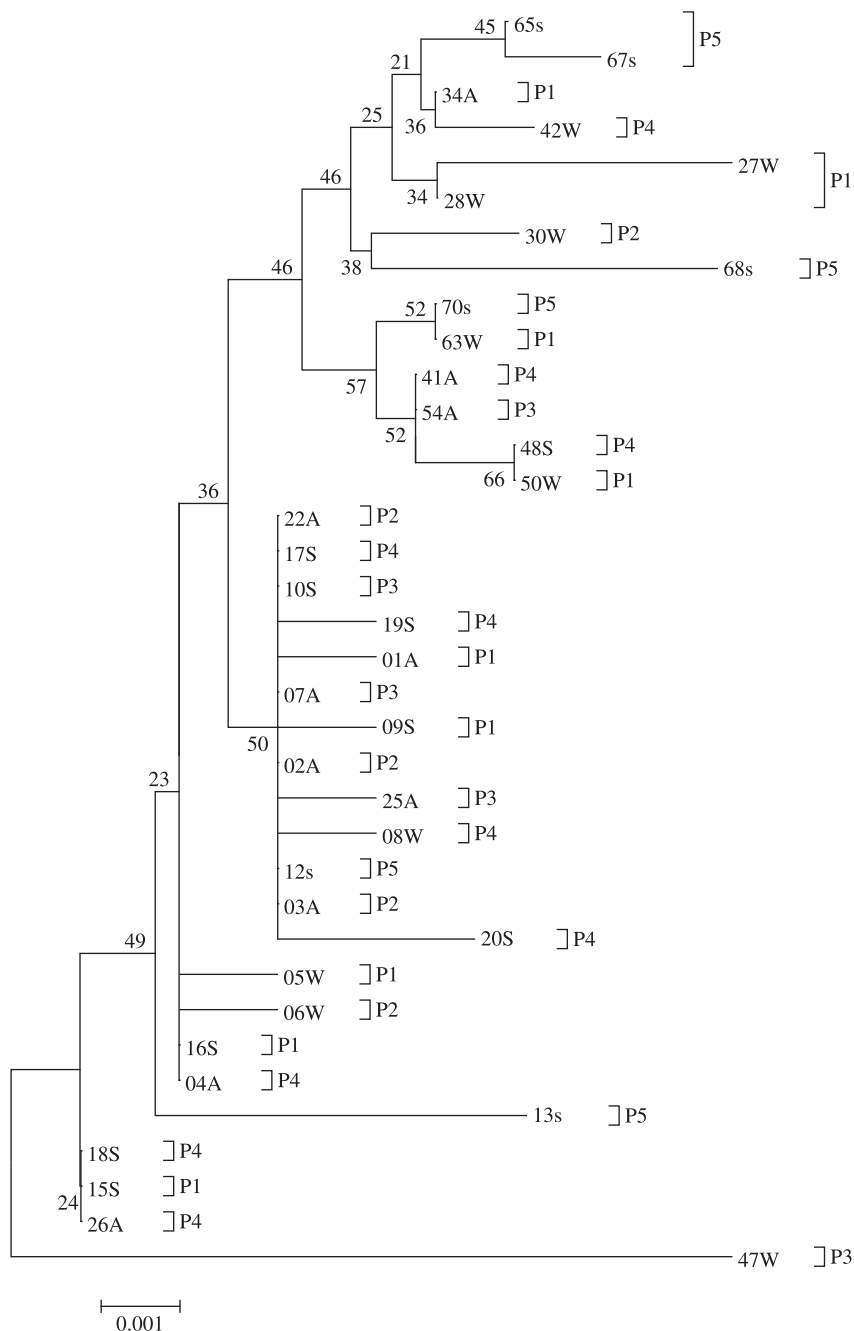 45 65s P5
67s
21
34A P1
25
36 42W P4
27W
46 P1
34 28W
30W P2
46 38 68s P5
52 70s P5
63W P1
57 41A P4
54A P3
52
48S P4
66 50W P1
36
22A P2
17S P4
10S P3
19S P4
01A P1
07A P3
09S P1
50
02A P2
23
25A P3
08W P4
12s P5
03A P2
49 20S P4
05W P1
06W P2
16S P1
04A P4
13s P5
18S P4
15S P1
24
26A P4
47W P3
0.001